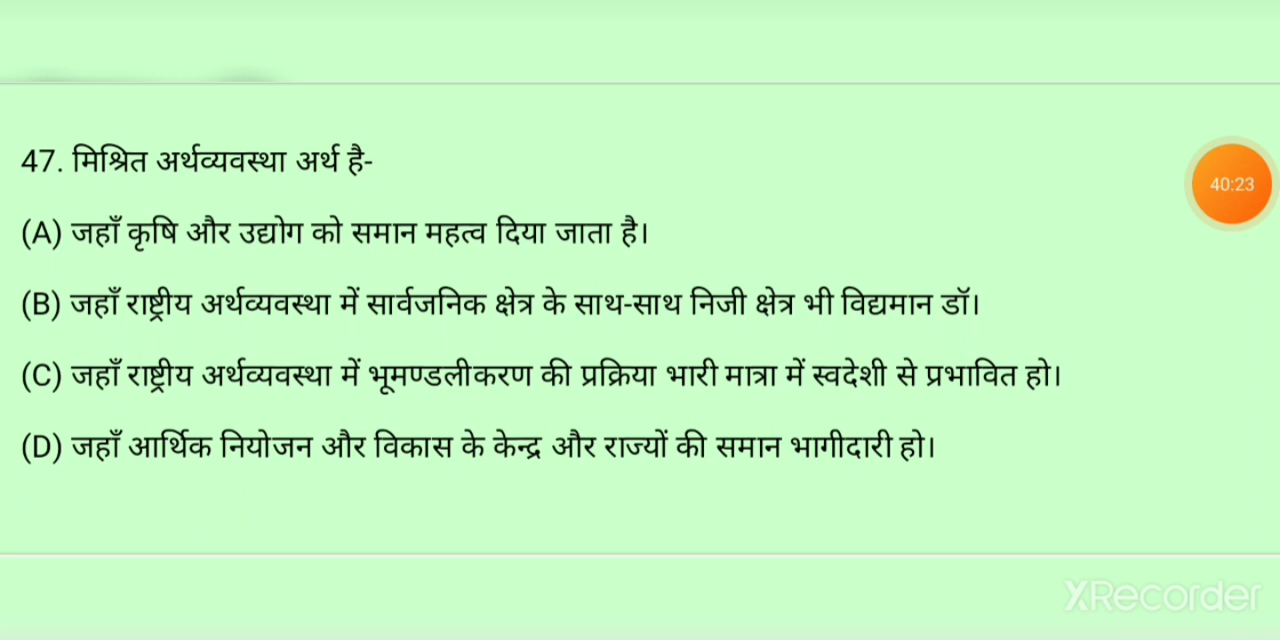 47. मिश्रित अर्थव्यवस्था अर्थ है-
40:23
(A) जहाँ कृषि और उद्योग को समान महत्व दिया जाता है।
(B) जहाँ राष्ट्रीय अर्थव्यवस्था में सार्वजनिक क्षेत्र के साथ-साथ निजी क्षेत्र भी विद्यमान डॉ।
(C) जहाँ राष्ट्रीय अर्थव्यवस्था में भूमण्डलीकरण की प्रक्रिया भारी मात्रा में स्वदेशी से प्रभावित हो।
(D) जहाँ आर्थिक नियोजन और विकास के केन्द्र और राज्यों की समान भागीदारी हो।
XRecorder